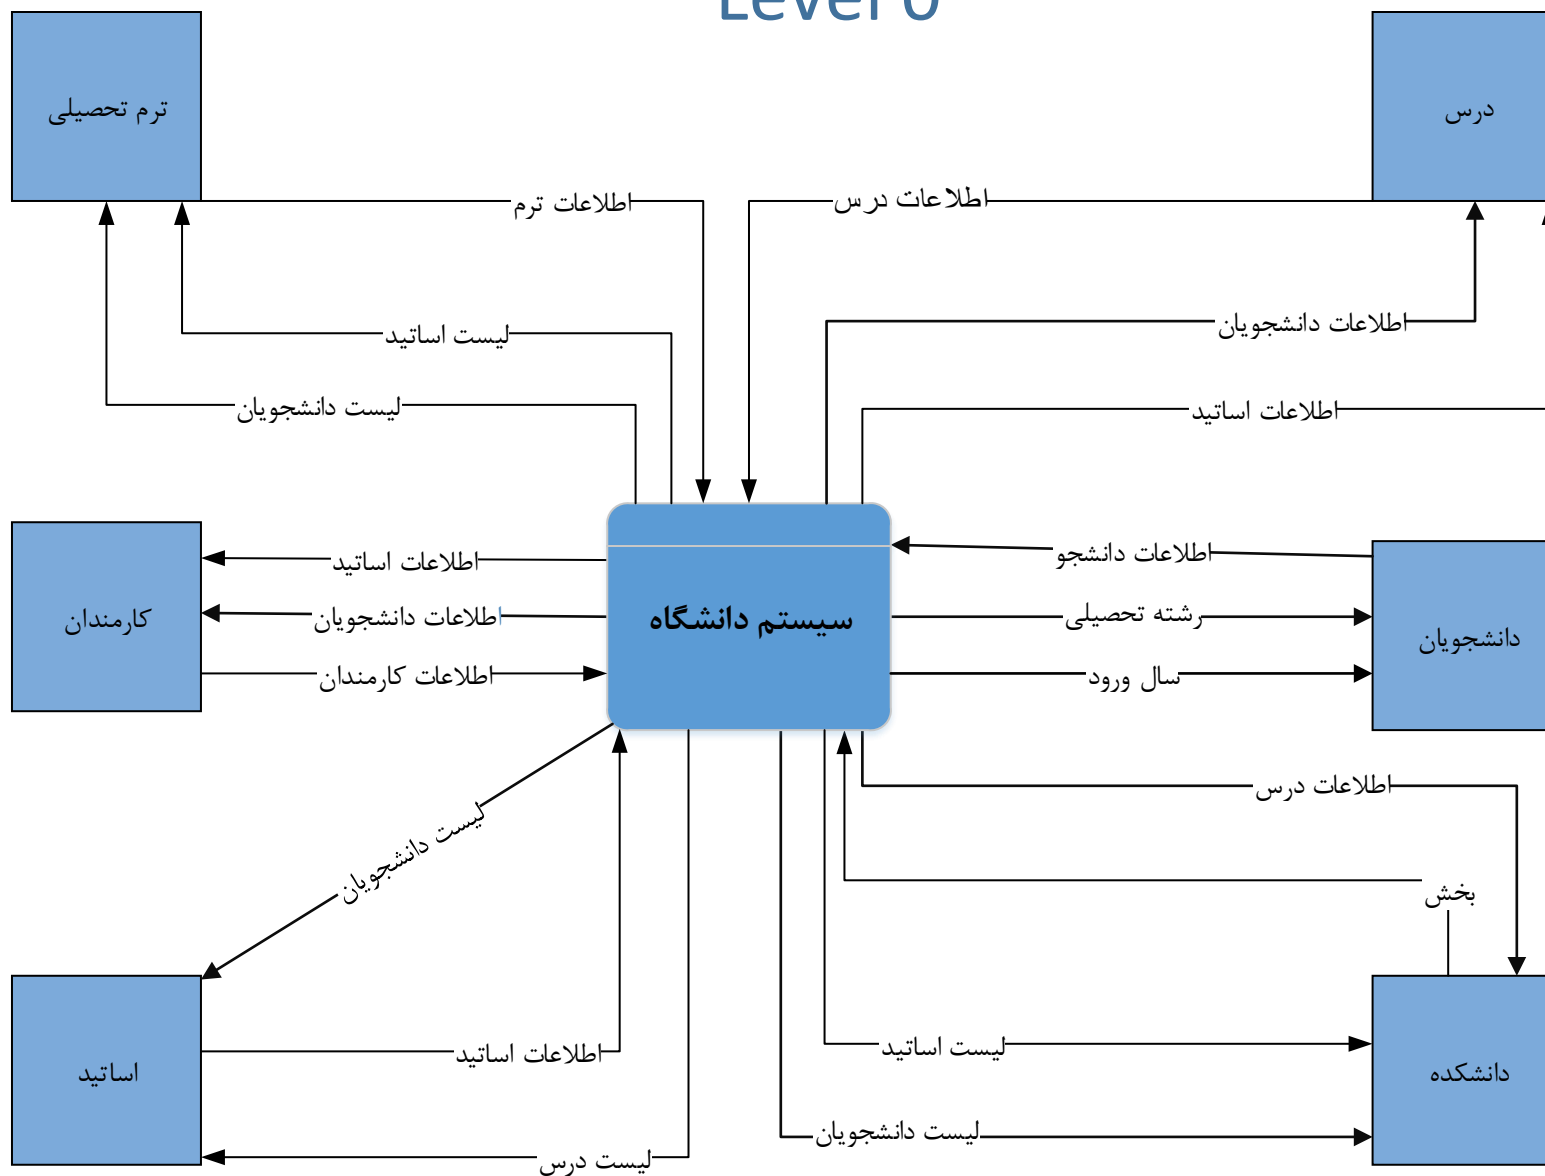 Level 0
ترم تحصیلی
درس
اطلاعات ترم
اطلاعات درس
لیست اساتید
اطلاعات دانشجویان
لیست دانشجویان
اطلاعات اساتید
اطلاعات اساتید
اطلاعات دانشجو
کارمندان
اطلاعات دانشجویان
سیستم دانشگاه
رشته تحصیلی
دانشجویان
اطلاعات کارمندان
سال ورود
اطلاعات درس
لیست دانشجویان
بخش
اساتید
اطلاعات اساتید
لیست اساتید
دانشکده
لیست دانشجویان
لیست درس